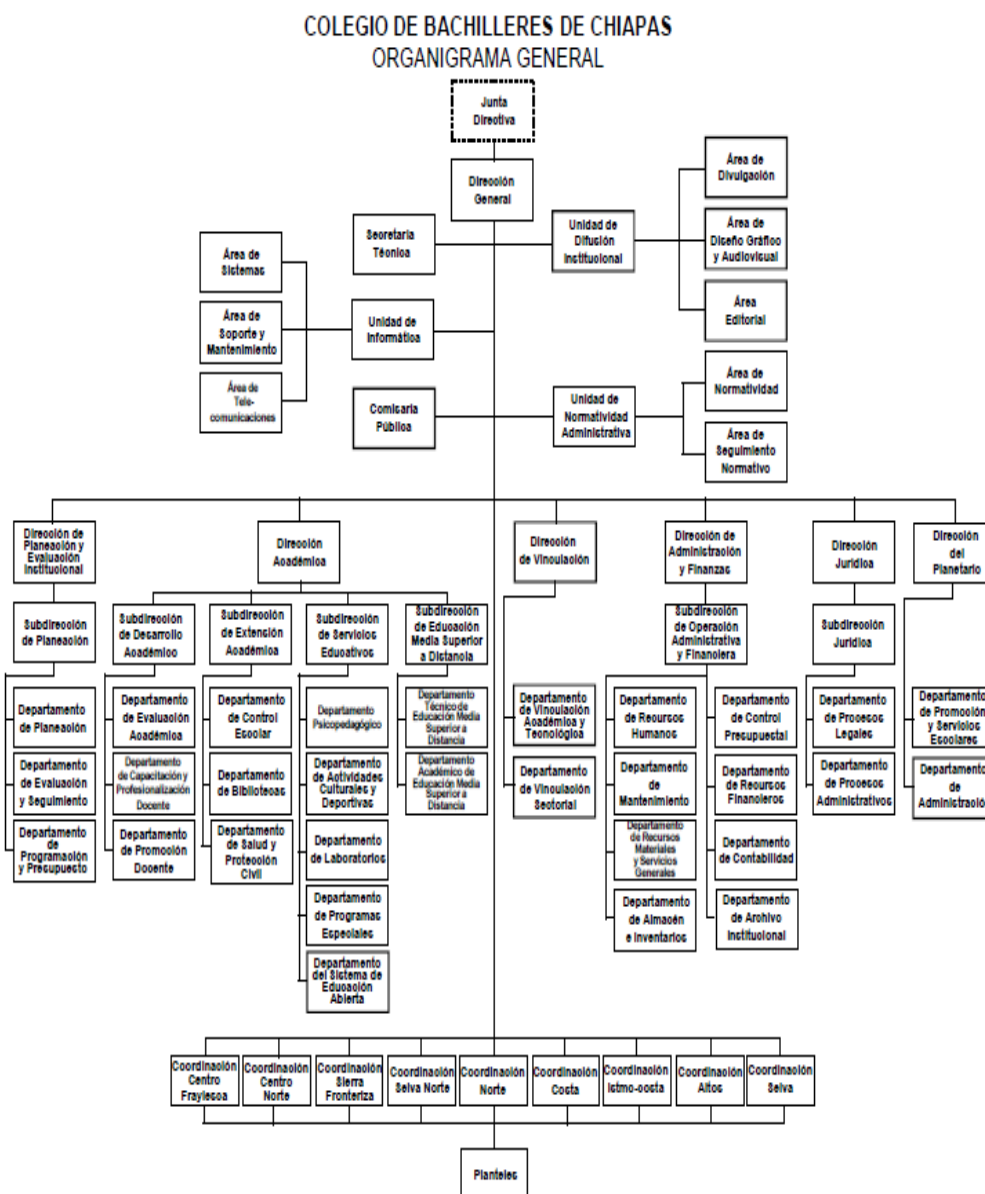 COLEGIO DE BACHILLERES DE CHIAPAS
ORGANIGRAMA GENERAL
Junta
Directiva
Dirección
General
Secretaria
Técnica
Unidad de
Difusión
Institucional
Área de
Divulgación
Área de
Diseño Gráfico
y Audiovisual
Área
Editorial
Área de
Sistemas
Área de
Soporte y
Mantenimiento
Área de
Tele-
comunicaciones
Unidad de
Informática
Comisaria
Pública
Unidad de
Normatividad
Administrativa
Área de
Normatividad
Área de
Seguimiento
Normativo
Dirección de
Planeación y
Evaluación
Institucional
Dirección
Académica
Dirección
de Vinculación
Dirección de
Administración
y Finanzas
Dirección
Jurídica
Dirección
del
Planetario
Subdirección
de Planeación
Subdirección
de Desarrollo
Académico
Subdirección
de Extensión
Académica
Subdirección
de Servicios
Educativos
Subdirección
de Educación
Media Superior
a Distancia
Subdirección
de Operación
Administrativa
y Financiera
Subdirección
Jurídica
Departamento
de Planeación
Departamento
de Evaluación
Académica
Departamento
de Control
Escolar
Departamento
Psicopedagógico
Departamento
Técnico de
Educación Media
Superior a
Distancia
Departamento
de Vinculación
Académica y
Tecnológica
Departamento
de Recursos
Humanos
Departamento
de Control
Presupuestal
Departamento
de Procesos
Legales
Departamento
de Promoción
y Servicios
Escolares
Departamento
de Evaluación
y Seguimiento
Departamento
de Capacitación y
Profesionalización
Docente
Departamento
de Bibliotecas
Departamento
de Actividades
Culturales y
Deportivas
Departamento
Académico de
Educación Media
Superior a
Distancia
Departamento
de Vinculación
Sectorial
Departamento
de
Mantenimiento
Departamento
de Recursos
Financieros
Departamento
de Procesos
Administrativos
Departamento
de
Administración
Departamento
de
Programación
y Presupuesto
Departamento
de Promoción
Docente
Departamento
de Salud y
Protección
Civil
Departamento
de Laboratorios
Departamento
de Recursos
Materiales
y Servicios
Generales
Departamento
de Contabilidad
Departamento
de Programas
Especiales
Departamento
de Almacén
e Inventarios
Departamento
de Archivo
Institucional
Departamento
del Sistema de
Educación
Abierta
Coordinación
Centro
Fraylesca
Coordinación
Centro
Norte
Coordinación
Sierra
Fronteriza
Coordinación
Selva Norte
Coordinación
Norte
Coordinación
Costa
Coordinación
Istmo-costa
Coordinación
Altos
Coordinación
Selva
Planteles